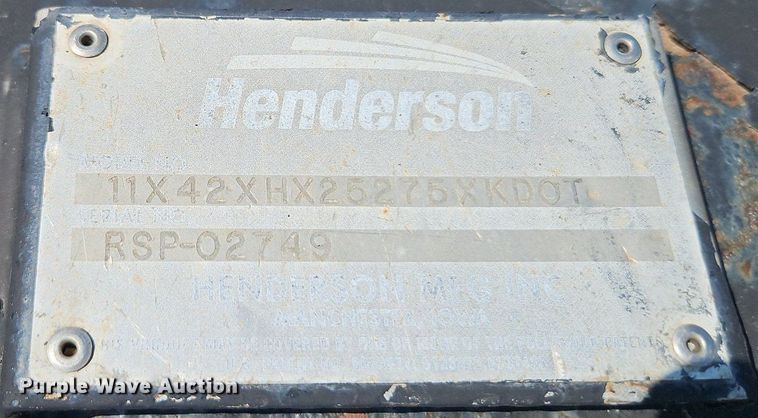 Henderson
MODEL NO.
11X42XHX25275XKDOT
SERIAL NO.
RSP-02749
HENDERSON MFG INC
MANCHESTER, IOWA
Purple Wave Auction